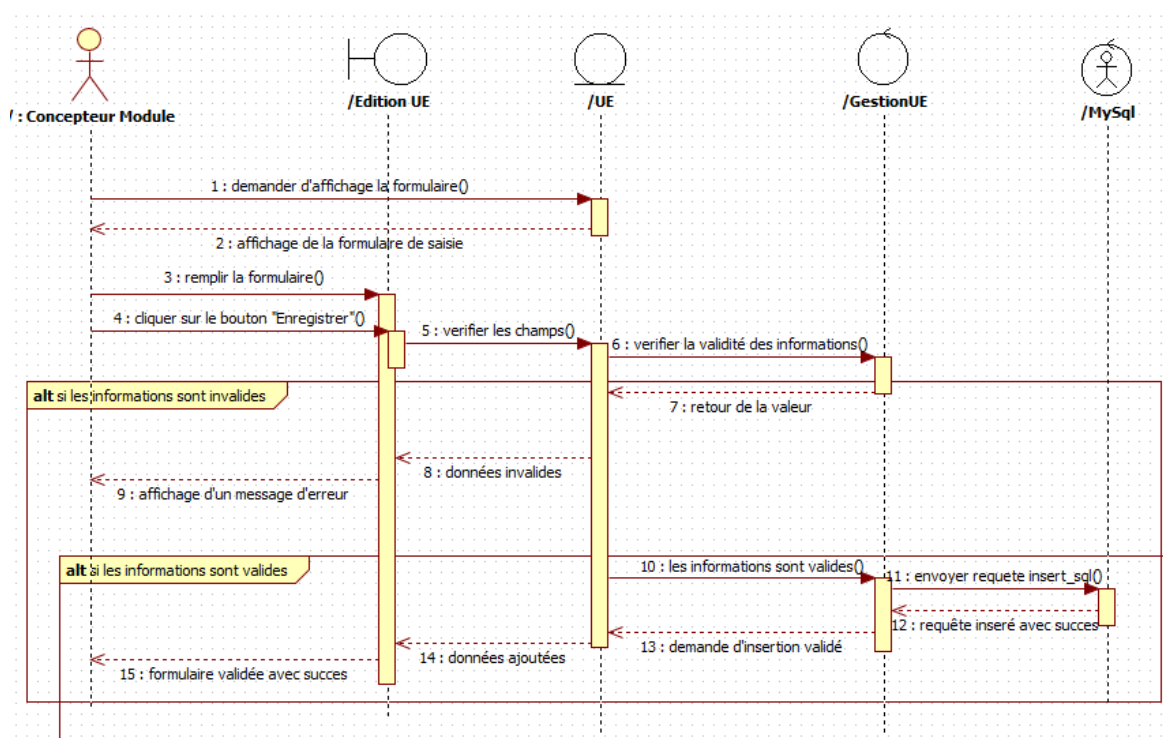 / : Concepteur Module
/Edition UE
/UE
/GestionUE
/MySql
1 : demander d'affichage la formulaire()
2 : affichage de la formulaire de saisie
3 : remplir la formulaire()
4 : cliquer sur le bouton "Enregistrer"()
5 : verifier les champs()
6 : verifier la validité des informations()
alt si les informations sont invalides
7 : retour de la valeur
8 : données invalides
9 : affichage d'un message d'erreur
alt si les informations sont valides
10 : les informations sont valides()
11 : envoyer requete insert_sql()
12 : requête inseré avec succes
13 : demande d'insertion validé
14 : données ajoutées
15 : formulaire validée avec succes